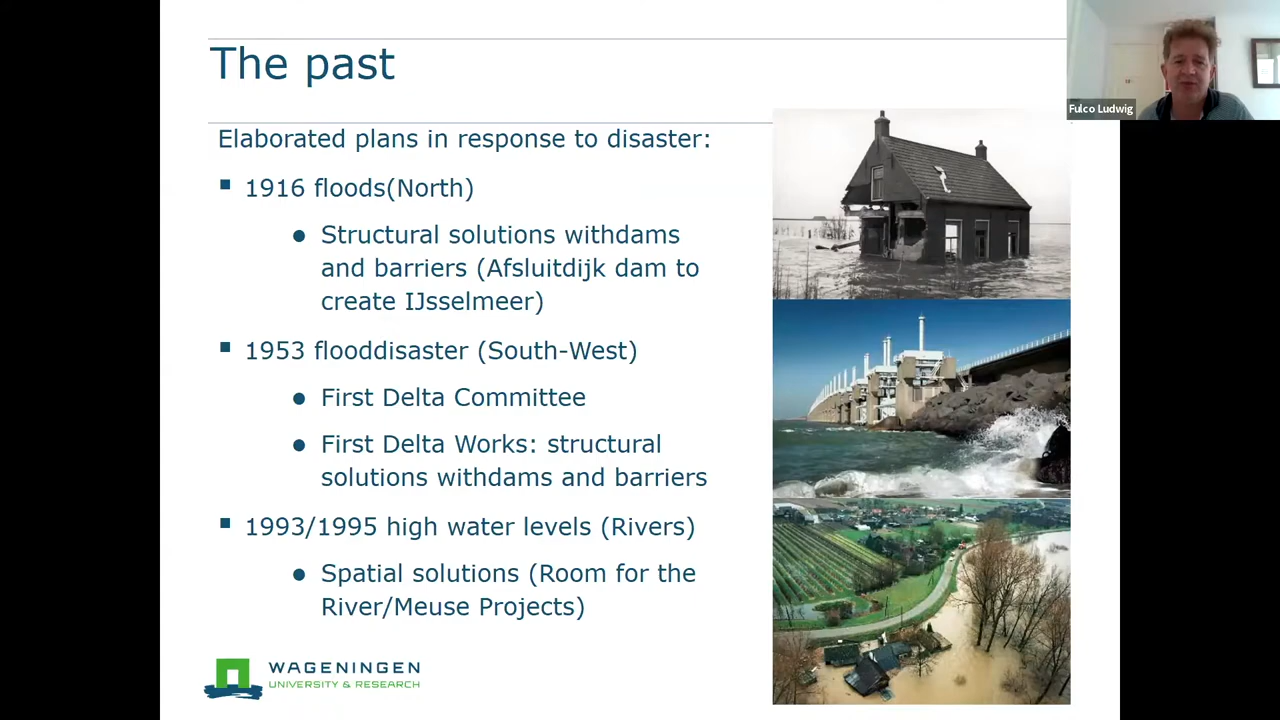 The past
Fulco Ludwig
Elaborated plans in response to disaster:
1916 floods(North)
Structural solutions withdams
and barriers (Afsluitdijk dam to
create IJsselmeer)
1953 flooddisaster (South-West)
First Delta Committee
First Delta Works: structural
solutions withdams and barriers
1993/1995 high water levels (Rivers)
Spatial solutions (Room for the
River/Meuse Projects)
WAGENINGEN
UNIVERSITY & RESEARCH